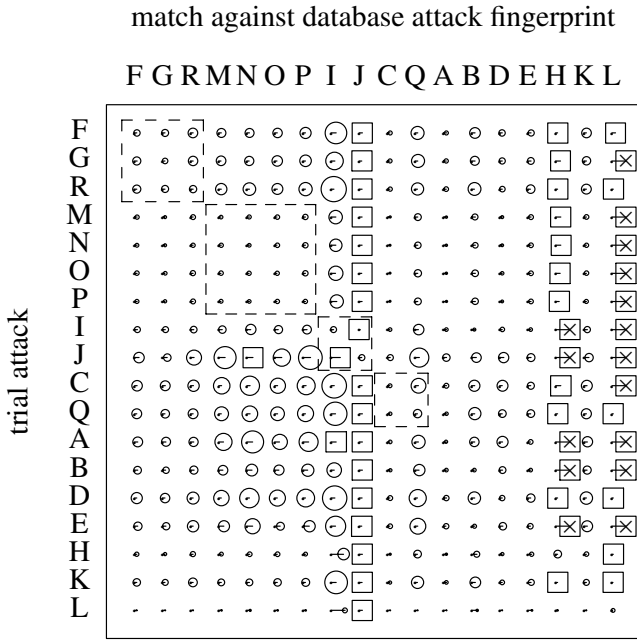 match against database attack fingerprint
F G R M N O P I J C Q A B D E H K L
trial attack
F
G
R
M
N
O
P
I
J
C
Q
A
B
D
E
H
K
L